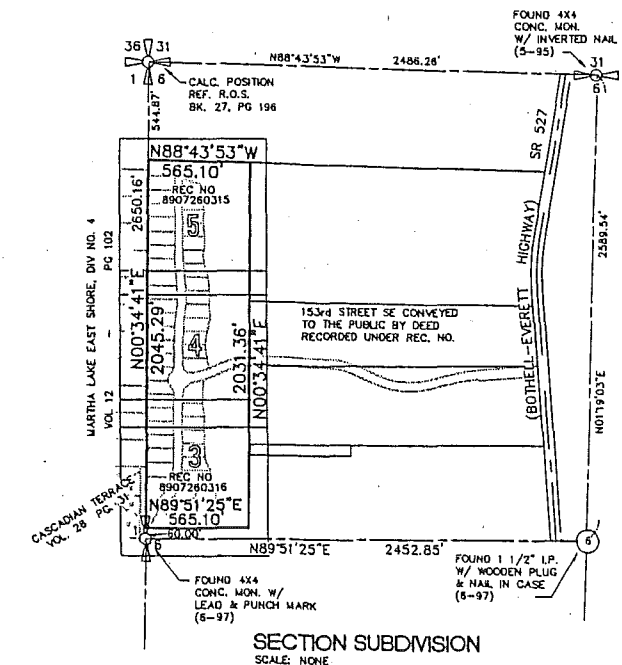 FOUND 4X4
CONC. MON.
W/ INVERTED NAIL
(5-95)
36 31
1 6
N88°43'53"W 2486.26'
31
6
CALC. POSITION
REF. R.O.S.
BK. 27, PG 196
544.87'
SR 527
N88°43'53"W
565.10'
REC NO
8907260315
2650.16'
5
MARTHA LAKE EAST SHORE, DIV NO. 4
VOL 12 - PG 102
N00°34'41"E
2045.29'
2031.36'
N00°34'41"E
153rd STREET SE CONVEYED
TO THE PUBLIC BY DEED
RECORDED UNDER REC. NO.
(BOTHELL-EVERETT HIGHWAY)
2589.54'
N01°19'03"E
4
3
REC NO
8907260316
N89°51'25"E
565.10'
CASCADIAN TERRACE
VOL. 28 PG. 31
60.00'
6
N89°51'25"E 2452.85'
6
FOUND 4X4
CONC. MON. W/
LEAD & PUNCH MARK
(6-97)
FOUND 1 1/2" I.P.
W/ WOODEN PLUG
& NAIL IN CASE
(6-97)
SECTION SUBDIVISION
SCALE: NONE